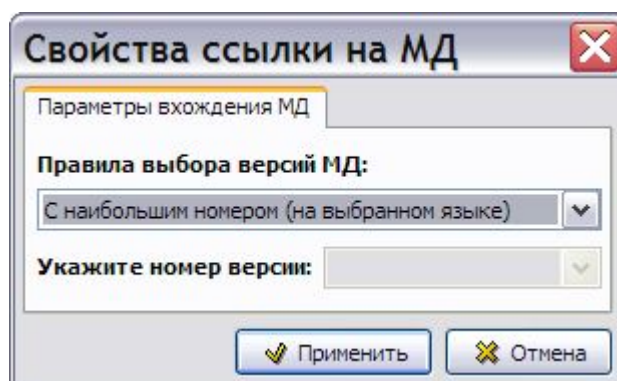 Свойства ссылки на МД
Параметры вхождения МД
Правила выбора версий МД:
С наибольшим номером (на выбранном языке)
Укажите номер версии:
Применить
Отмена